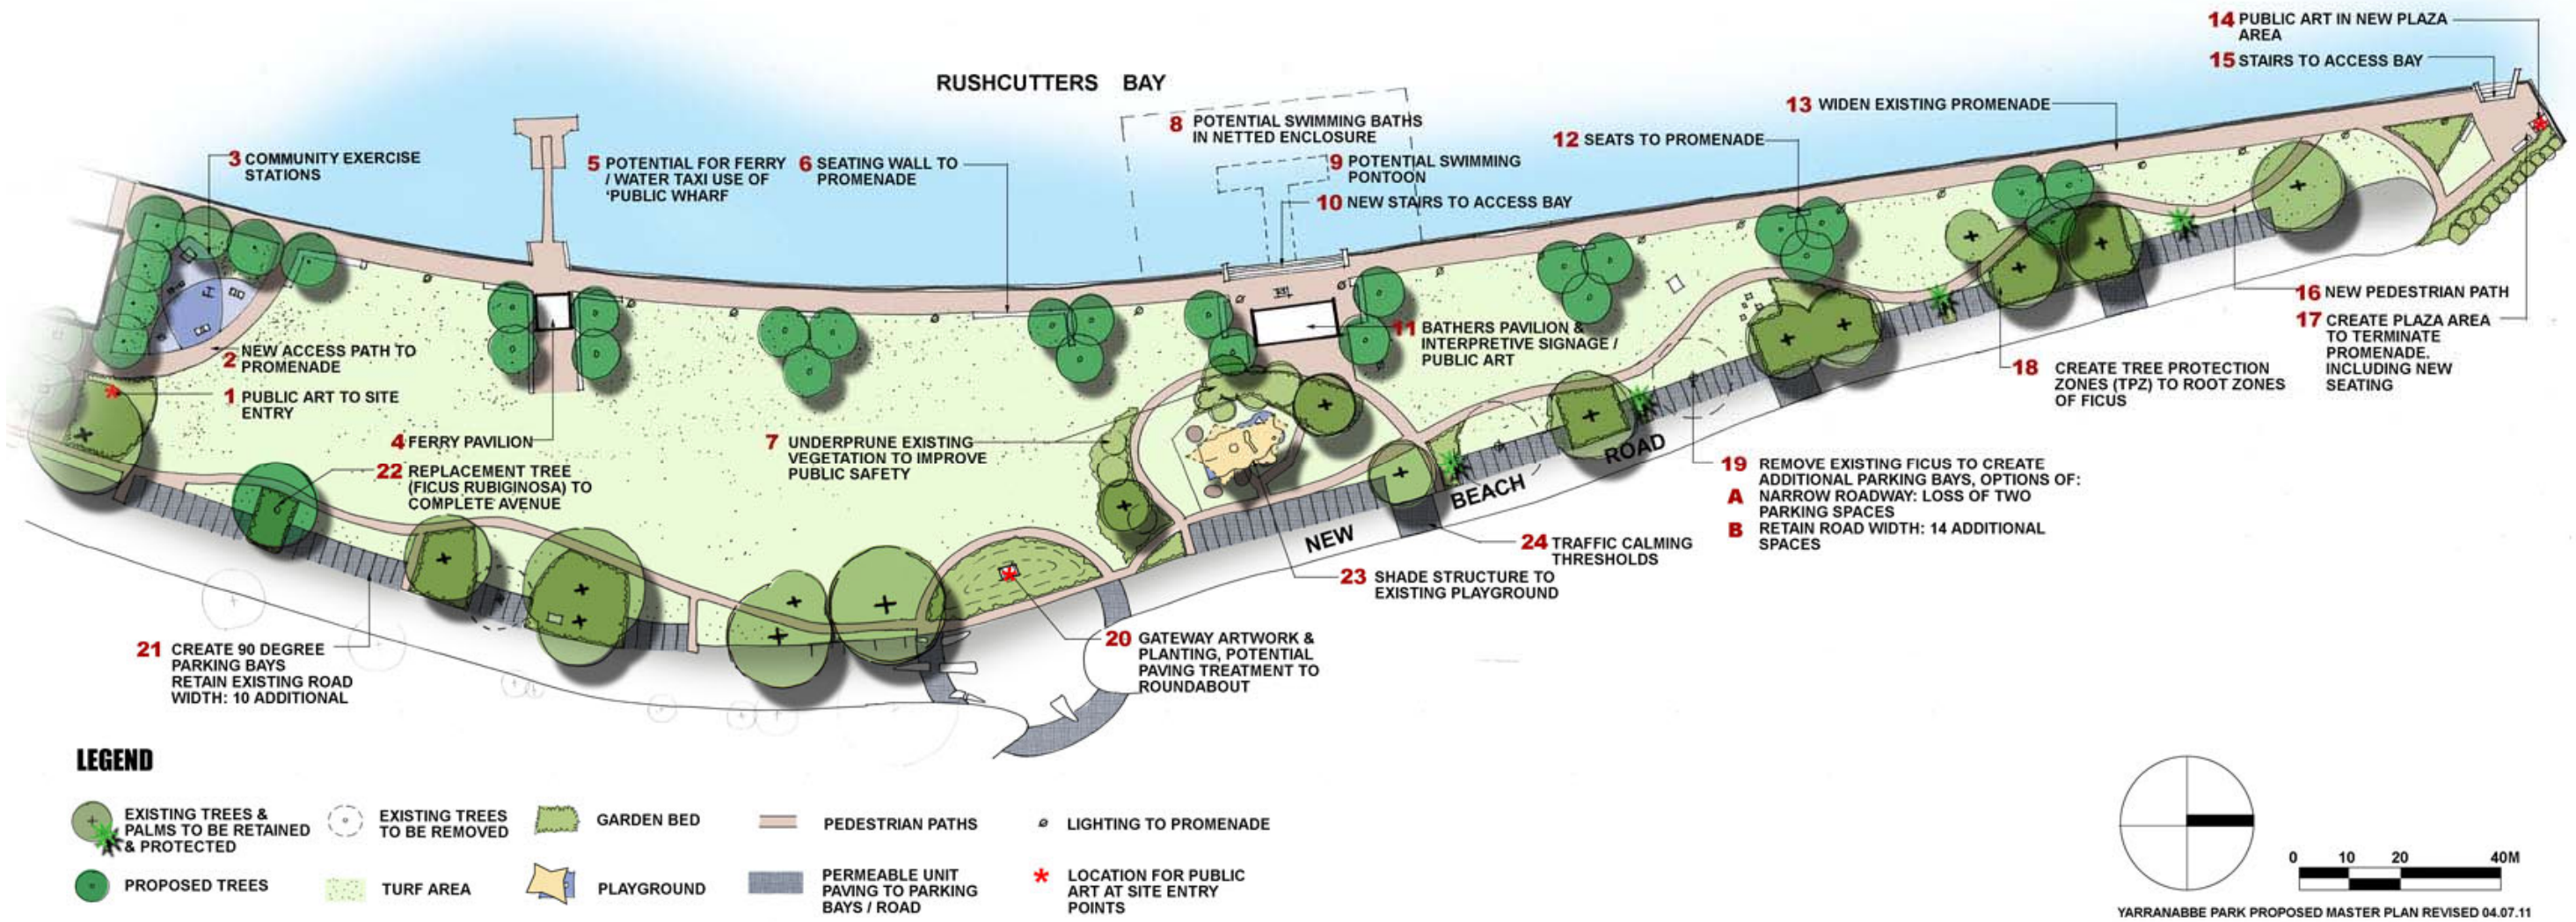 RUSHCUTTERS BAY
1 PUBLIC ART TO SITE
ENTRY
2 NEW ACCESS PATH TO
PROMENADE
3 COMMUNITY EXERCISE
STATIONS
4 FERRY PAVILION
5 POTENTIAL FOR FERRY
/ WATER TAXI USE OF
'PUBLIC WHARF
6 SEATING WALL TO
PROMENADE
7 UNDERPRUNE EXISTING
VEGETATION TO IMPROVE
PUBLIC SAFETY
8 POTENTIAL SWIMMING BATHS
IN NETTED ENCLOSURE
9 POTENTIAL SWIMMING
PONTOON
10 NEW STAIRS TO ACCESS BAY
11 BATHERS PAVILION &
INTERPRETIVE SIGNAGE /
PUBLIC ART
12 SEATS TO PROMENADE
13 WIDEN EXISTING PROMENADE
14 PUBLIC ART IN NEW PLAZA
AREA
15 STAIRS TO ACCESS BAY
16 NEW PEDESTRIAN PATH
17 CREATE PLAZA AREA
TO TERMINATE
PROMENADE.
INCLUDING NEW
SEATING
18 CREATE TREE PROTECTION
ZONES (TPZ) TO ROOT ZONES
OF FICUS
19 REMOVE EXISTING FICUS TO CREATE
ADDITIONAL PARKING BAYS, OPTIONS OF:
A NARROW ROADWAY: LOSS OF TWO
PARKING SPACES
B RETAIN ROAD WIDTH: 14 ADDITIONAL
SPACES
20 GATEWAY ARTWORK &
PLANTING, POTENTIAL
PAVING TREATMENT TO
ROUNDABOUT
21 CREATE 90 DEGREE
PARKING BAYS
RETAIN EXISTING ROAD
WIDTH: 10 ADDITIONAL
22 REPLACEMENT TREE
(FICUS RUBIGINOSA) TO
COMPLETE AVENUE
23 SHADE STRUCTURE TO
EXISTING PLAYGROUND
24 TRAFFIC CALMING
THRESHOLDS
NEW BEACH ROAD
LEGEND
EXISTING TREES &
PALMS TO BE RETAINED
& PROTECTED
EXISTING TREES
TO BE REMOVED
GARDEN BED
PEDESTRIAN PATHS
LIGHTING TO PROMENADE
PROPOSED TREES
TURF AREA
PLAYGROUND
PERMEABLE UNIT
PAVING TO PARKING
BAYS / ROAD
LOCATION FOR PUBLIC
ART AT SITE ENTRY
POINTS
0 10 20 40M
YARRANABBE PARK PROPOSED MASTER PLAN REVISED 04.07.11